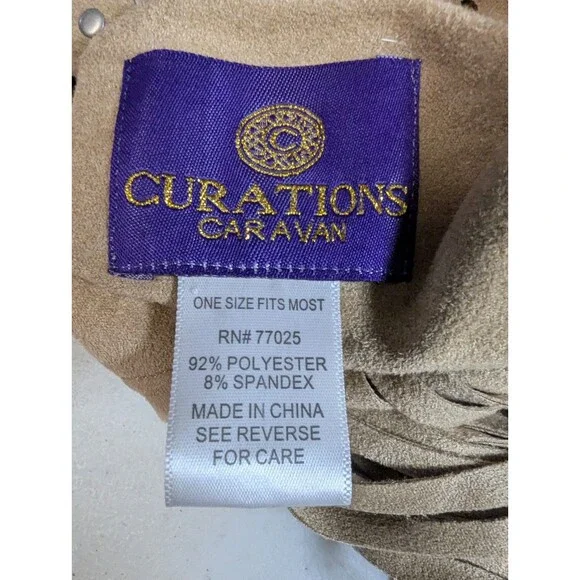 C
CURATIONS
CARAVAN
ONE SIZE FITS MOST
RN# 77025
92% POLYESTER
8% SPANDEX
MADE IN CHINA
SEE REVERSE
FOR CARE